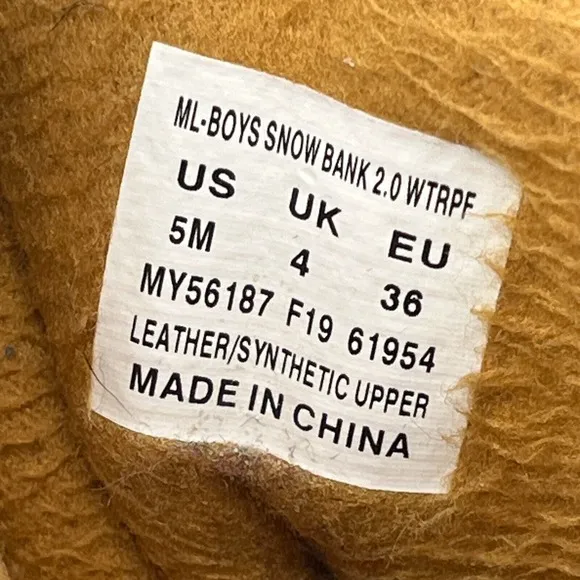 ML-BOYS SNOW BANK 2.0 WTRPF
US UK EU
5M 4 36
MY56187 F19 61954
LEATHER/SYNTHETIC UPPER
MADE IN CHINA